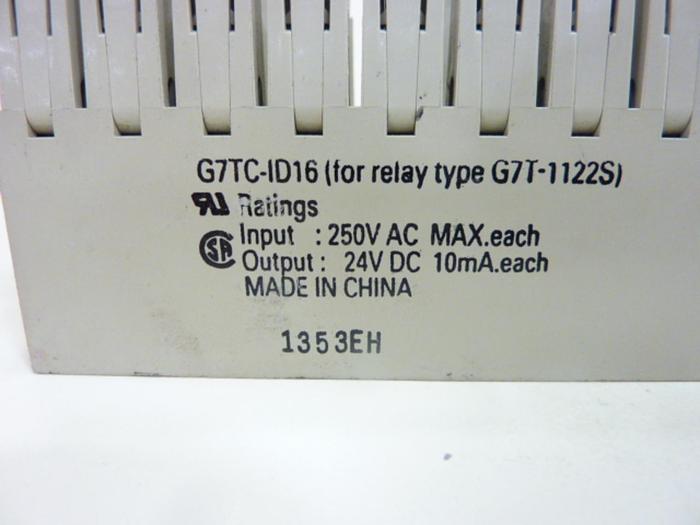 G7TC-ID16 (for relay type G7T-1122S)
Ratings
Input : 250V AC MAX.each
SA Output : 24V DC 10mA.each
MADE IN CHINA
1353EH